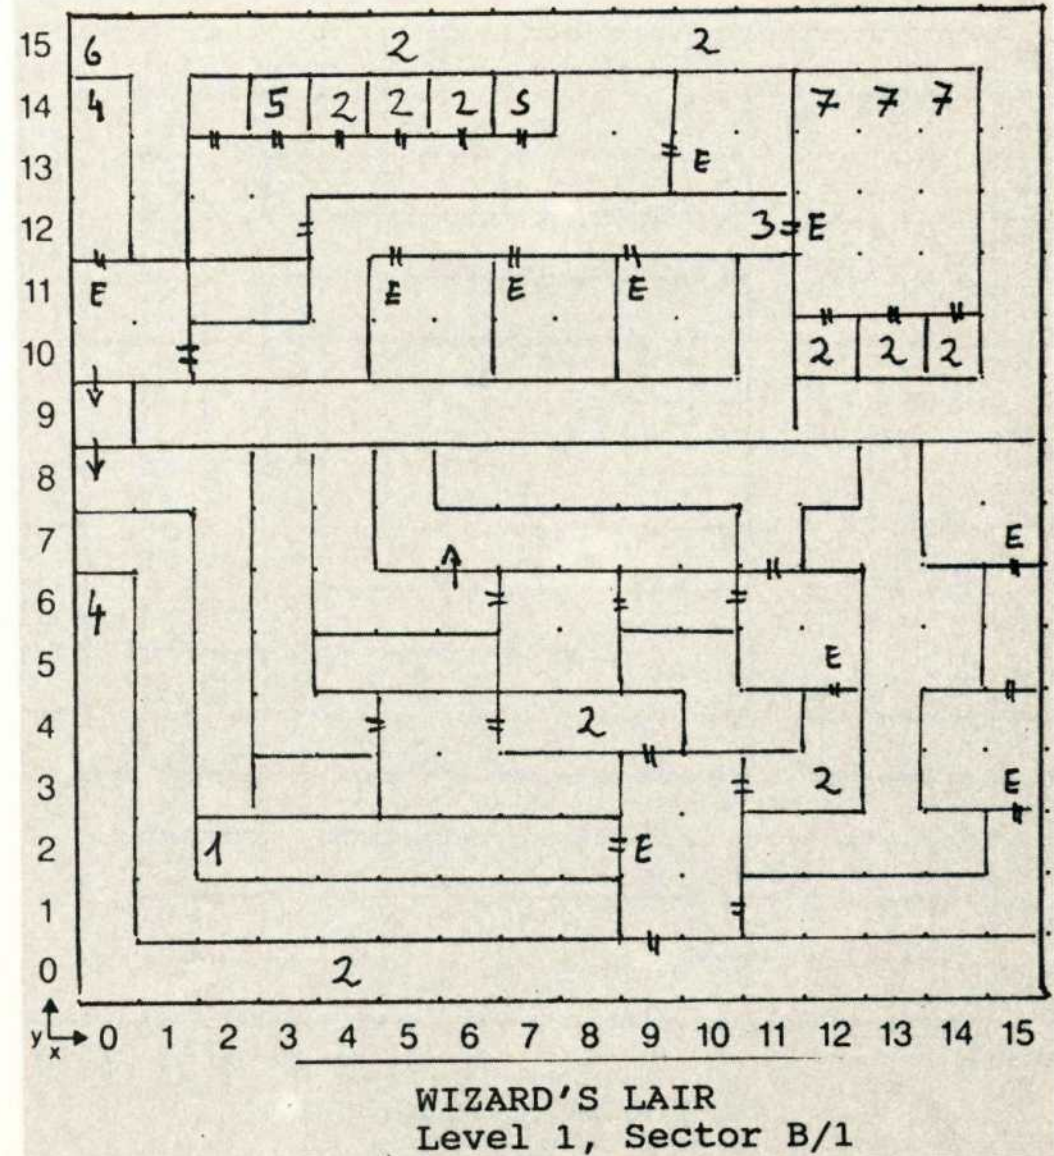 15 6 2 2
14 4 5 2 2 2 S 7 7 7
13 E
12 3 E
11 E E E E
10 2 2 2
9
8
7 E
6 4
5 E
4 2
3 2 E
2 1 E
1
0 2
y x 0 1 2 3 4 5 6 7 8 9 10 11 12 13 14 15
WIZARD'S LAIR
Level 1, Sector B/1